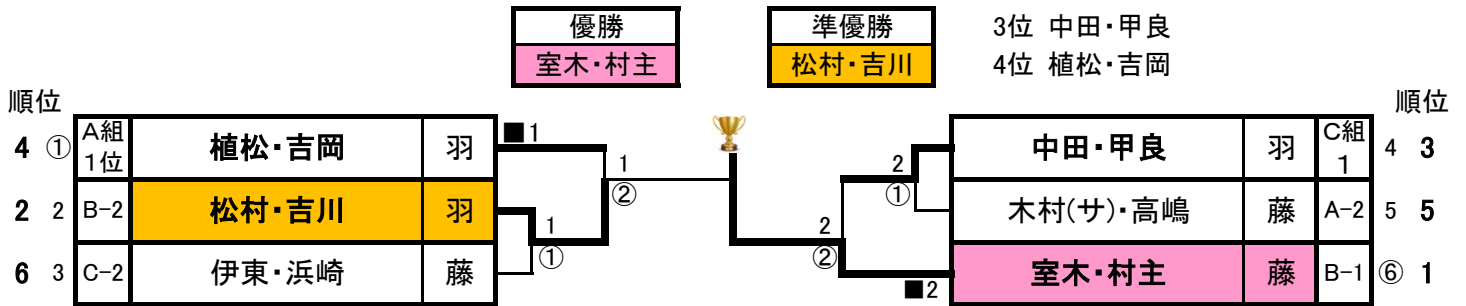 優勝 準優勝 3位 中田・甲良
室木・村主 松村・吉川 4位 植松・吉岡
順位 順位
4 ① A組1位 植松・吉岡 羽 ■1 1 ② 2 ① 中田・甲良 羽 C組1 4 3
2 2 B-2 松村・吉川 羽 1 ① 2 ② 木村(サ)・高嶋 藤 A-2 5 5
6 3 C-2 伊東・浜崎 藤 ■2 室木・村主 藤 B-1 ⑥ 1